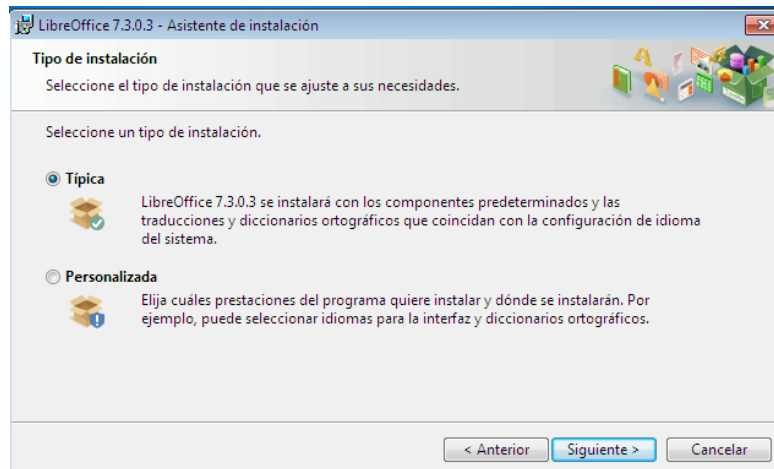 LibreOffice 7.3.0.3 - Asistente de instalación
Tipo de instalación
Seleccione el tipo de instalación que se ajuste a sus necesidades.
Seleccione un tipo de instalación.
Típica
LibreOffice 7.3.0.3 se instalará con los componentes predeterminados y las
traducciones y diccionarios ortográficos que coincidan con la configuración de idioma
del sistema.
Personalizada
Elija cuáles prestaciones del programa quiere instalar y dónde se instalarán. Por
ejemplo, puede seleccionar idiomas para la interfaz y diccionarios ortográficos.
< Anterior Siguiente > Cancelar